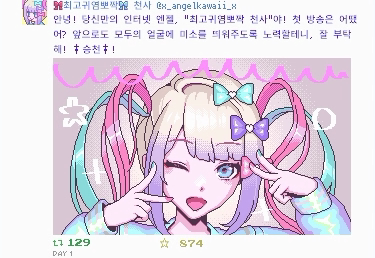 🎀최고귀염뽀짝🎀 천사 @x_angelkawaii_x
안녕! 당신만의 인터넷 엔젤, "최고귀염뽀짝 천사"야! 첫 방송은 어땠
어? 앞으로도 모두의 얼굴에 미소를 띄워주도록 노력할테니, 잘 부탁
해! ‡승천‡!
129 874
DAY 1